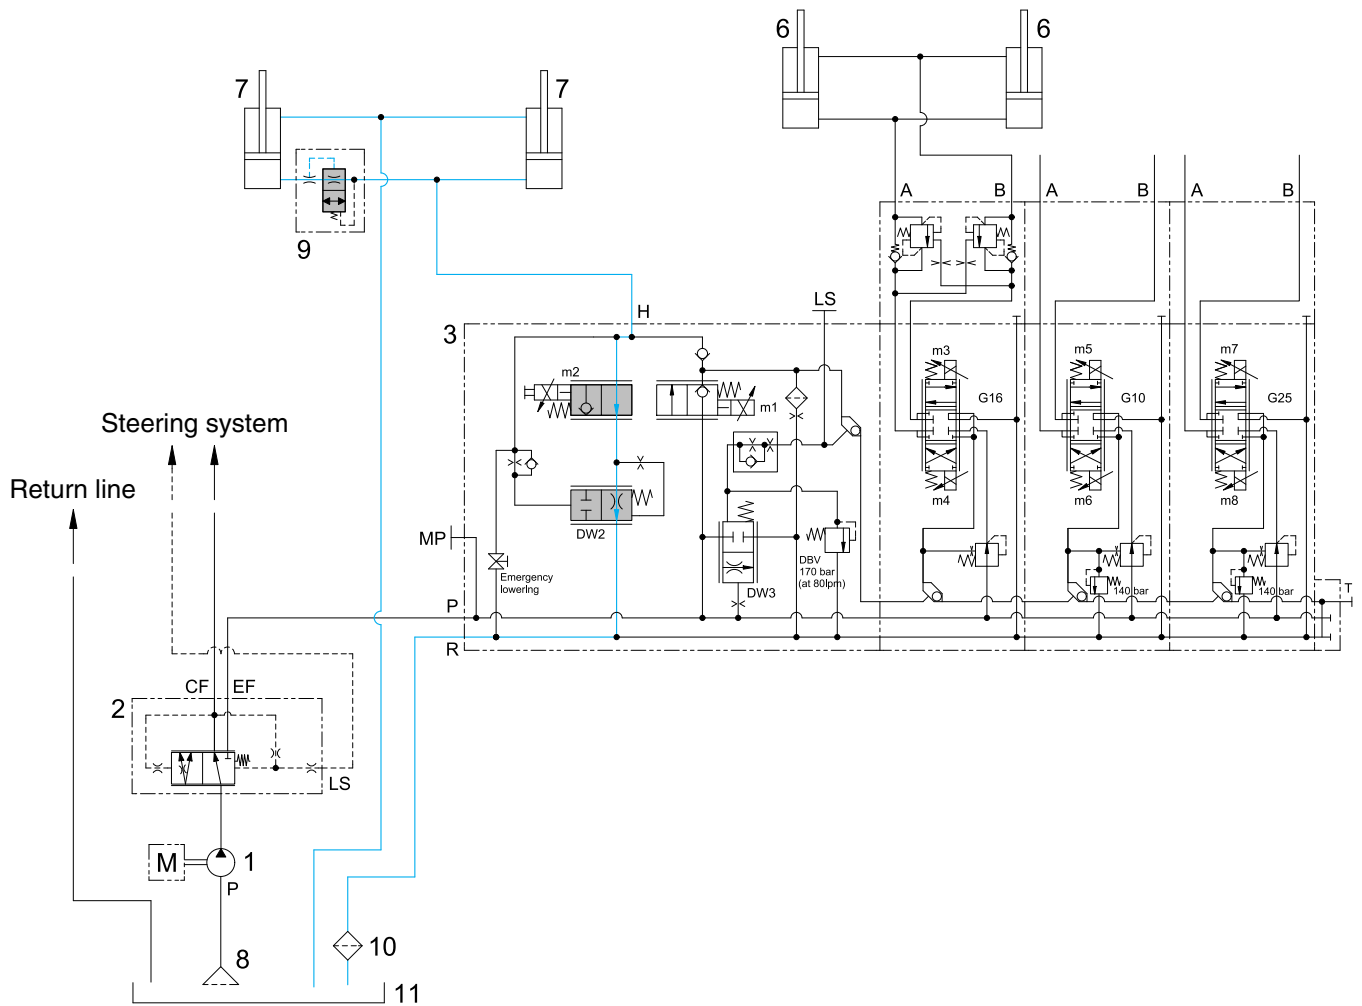 6
6
7
7
A
B
A
B
A
B
9
LS
H
3
m3
m5
m7
m2
m1
G16
G10
G25
Steering system
Return line
m4
m6
m8
DW2
MP
DBV
170 bar
(at 80lpm)
Emergency
lowering
DW3
140 bar
140 bar
T
P
R
CF
EF
2
LS
M
1
P
10
8
11